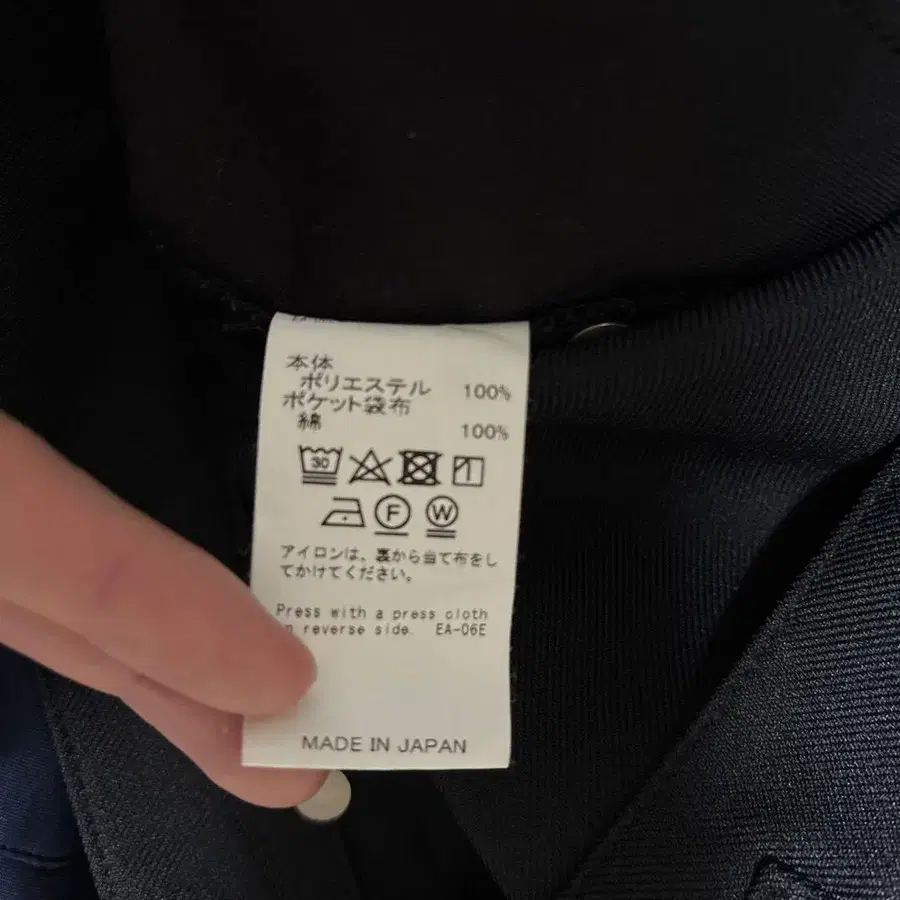 本体
ポリエステル 100%
ポケット袋布
綿 100%
30
F W
アイロンは、裏から当て布をし
てかけてください。
Press with a press cloth
reverse side. EA-06E
MADE IN JAPAN